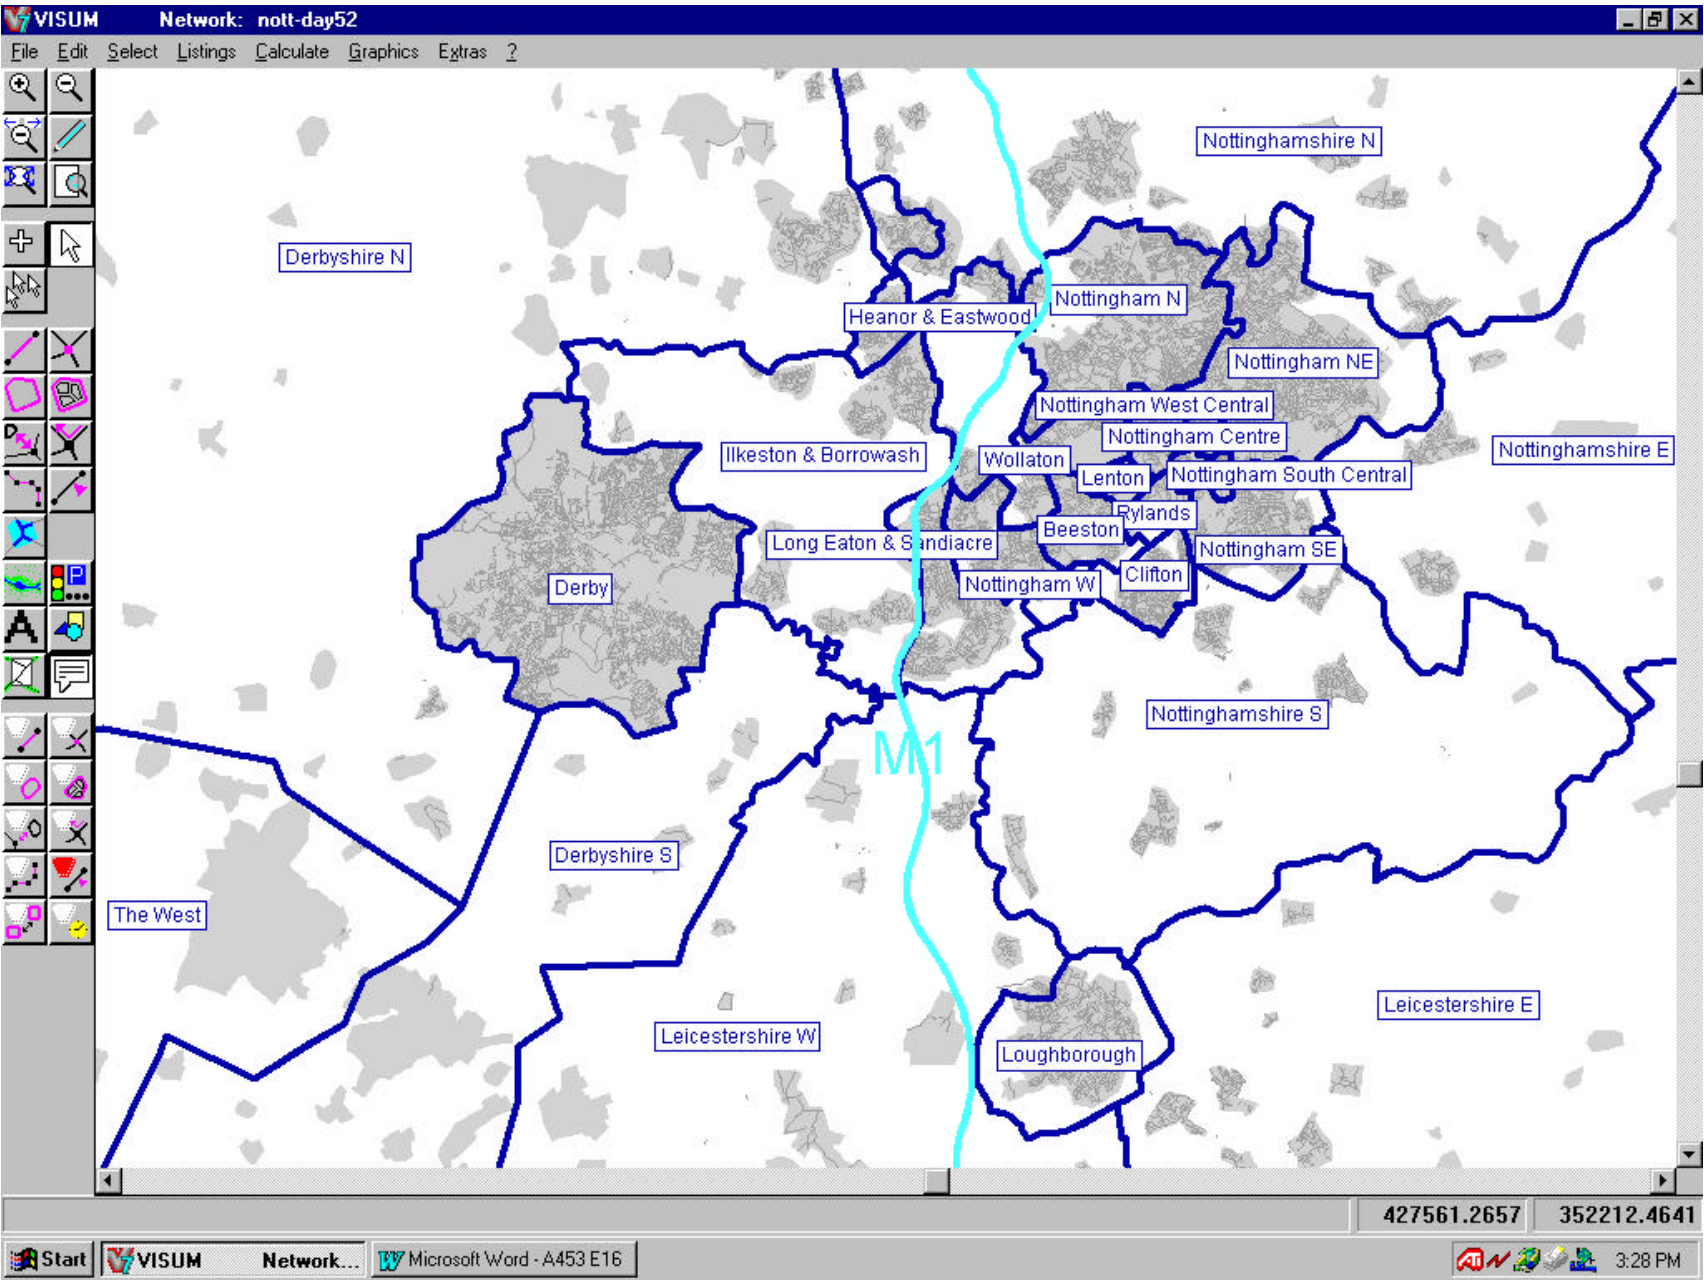 VISUM Network: nott-day52
File Edit Select Listings Calculate Graphics Extras ?
Nottinghamshire N
Derbyshire N
Nottingham N
Heanor & Eastwood
Nottingham NE
Nottingham West Central
Nottingham Centre
Nottinghamshire E
Ilkeston & Borrowash
Wollaton
Lenton
Nottingham South Central
Rylands
Beeston
Long Eaton & Sandiacre
Nottingham SE
Clifton
Nottingham W
Derby
Nottinghamshire S
M1
Derbyshire S
The West
Leicestershire E
Leicestershire W
Loughborough
427561.2657 352212.4641
Start VISUM Network... Microsoft Word - A453 E16 3:28 PM